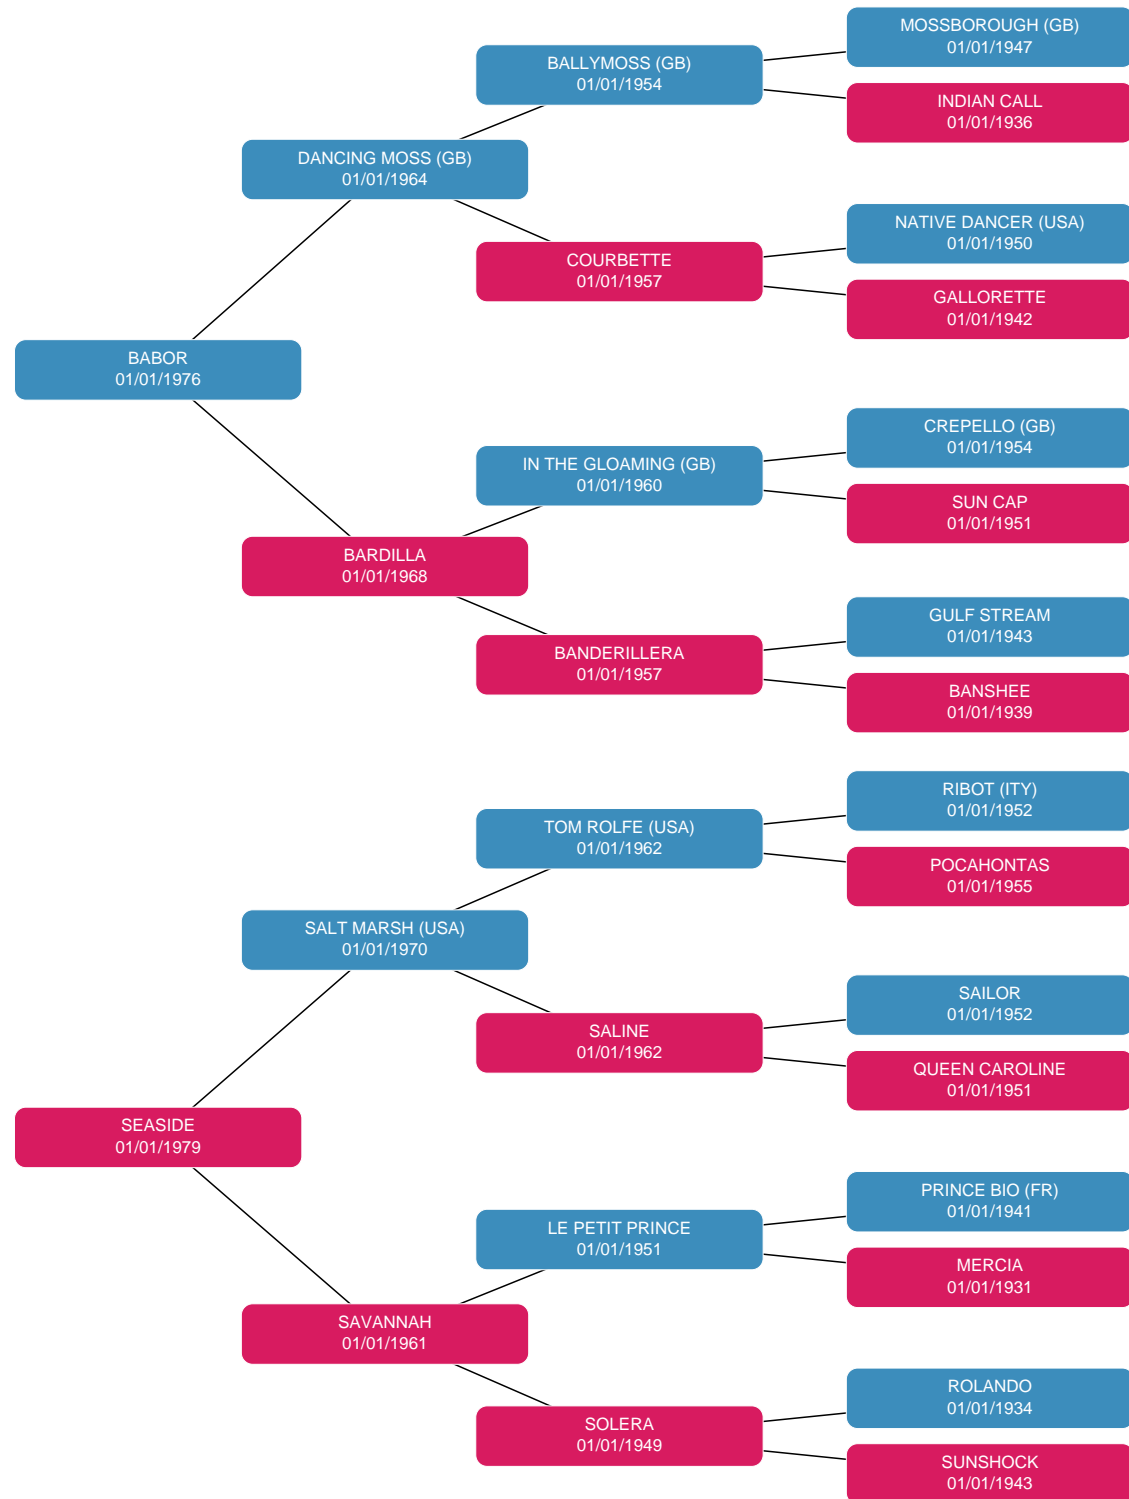 MOSSBOROUGH (GB)
01/01/1947
BALLYMOSS (GB)
01/01/1954
INDIAN CALL
01/01/1936
DANCING MOSS (GB)
01/01/1964
NATIVE DANCER (USA)
01/01/1950
COURBETTE
01/01/1957
GALLORETTE
01/01/1942
BABOR
01/01/1976
CREPELLO (GB)
01/01/1954
IN THE GLOAMING (GB)
01/01/1960
SUN CAP
01/01/1951
BARDILLA
01/01/1968
GULF STREAM
01/01/1943
BANDERILLERA
01/01/1957
BANSHEE
01/01/1939
RIBOT (ITY)
01/01/1952
TOM ROLFE (USA)
01/01/1962
POCAHONTAS
01/01/1955
SALT MARSH (USA)
01/01/1970
SAILOR
01/01/1952
SALINE
01/01/1962
QUEEN CAROLINE
01/01/1951
SEASIDE
01/01/1979
PRINCE BIO (FR)
01/01/1941
LE PETIT PRINCE
01/01/1951
MERCIA
01/01/1931
SAVANNAH
01/01/1961
ROLANDO
01/01/1934
SOLERA
01/01/1949
SUNSHOCK
01/01/1943